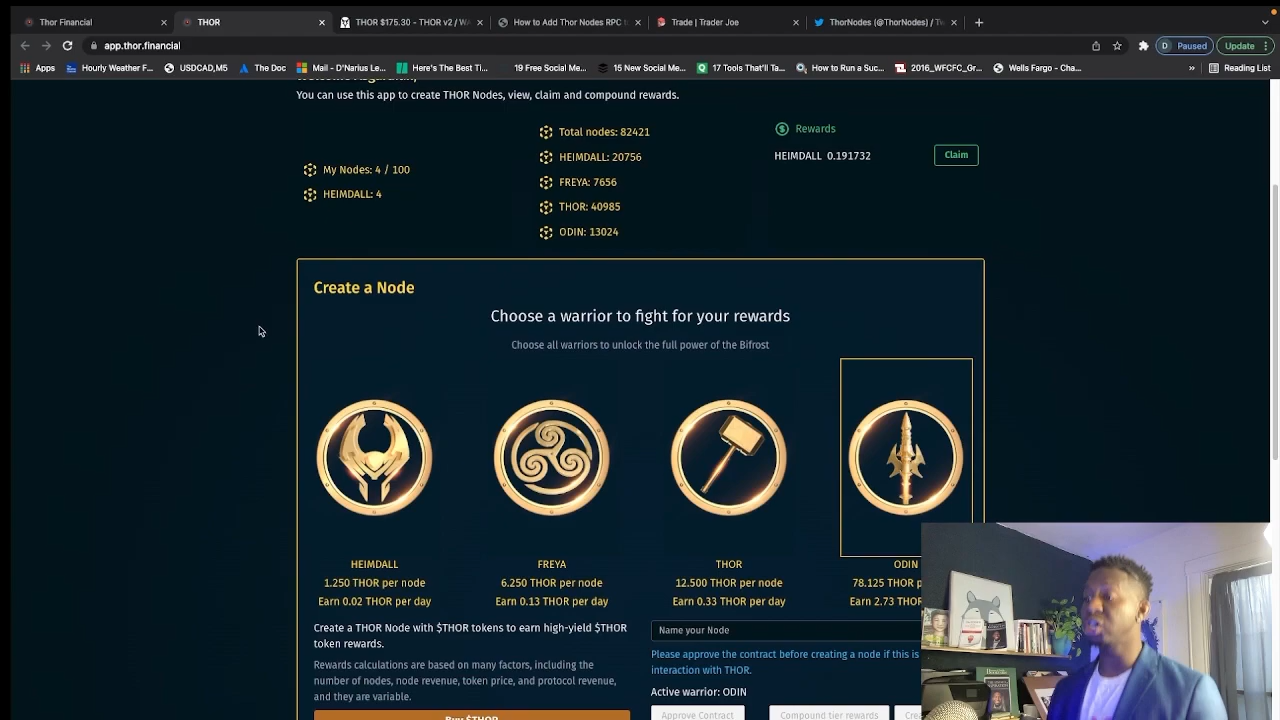 Thor Financial
THOR
THOR $175.30 - THOR v2 / WA
How to Add Thor Nodes RPC t
Trade | Trader Joe
ThorNodes (@ThorNodes) / Tw
app.thor.financial
D Paused
Update
Apps
Hourly Weather F...
USDCAD,M5
The Doc
Mail - D'Narius Le...
Here's The Best Ti...
19 Free Social Me...
15 New Social Me...
17 Tools That'll Ta...
How to Run a Suc...
2016_WFCFC_Gr...
Wells Fargo - Cha...
»
Reading List
You can use this app to create THOR Nodes, view, claim and compound rewards.
My Nodes: 4 / 100
HEIMDALL: 4
Total nodes: 82421
HEIMDALL: 20756
FREYA: 7656
THOR: 40985
ODIN: 13024
Rewards
HEIMDALL 0.191732
Claim
Create a Node
Choose a warrior to fight for your rewards
Choose all warriors to unlock the full power of the Bifrost
HEIMDALL
1.250 THOR per node
Earn 0.02 THOR per day
FREYA
6.250 THOR per node
Earn 0.13 THOR per day
THOR
12.500 THOR per node
Earn 0.33 THOR per day
ODIN
78.125 THOR p
Earn 2.73 THOR
Create a THOR Node with $THOR tokens to earn high-yield $THOR
token rewards.
Rewards calculations are based on many factors, including the
number of nodes, node revenue, token price, and protocol revenue,
and they are variable.
Buy $THOR
Name your Node
Please approve the contract before creating a node if this is
interaction with THOR.
Active warrior: ODIN
Approve Contract
Compound tier rewards
Crea